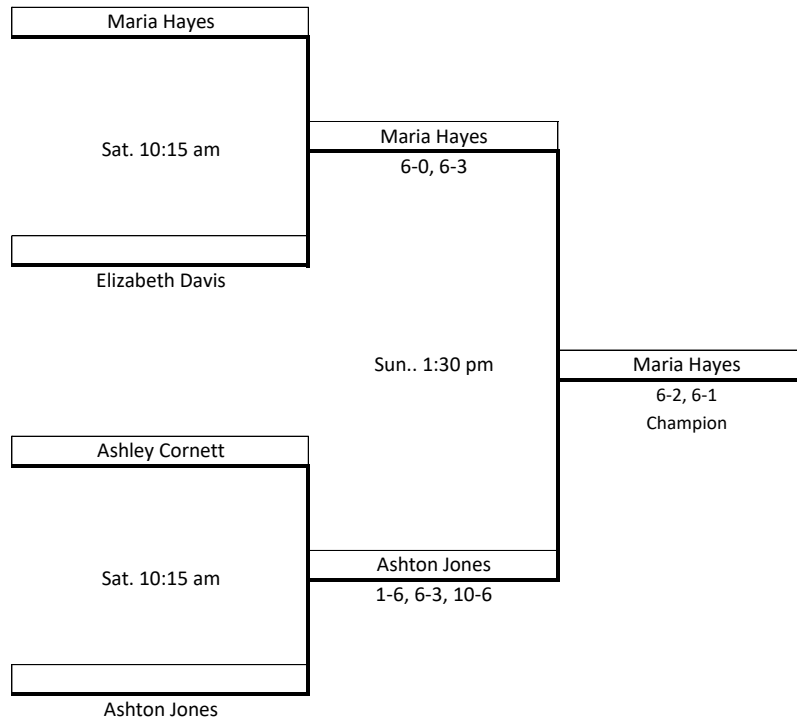 Maria Hayes
Sat. 10:15 am
Maria Hayes
6-0, 6-3
Elizabeth Davis
Sun.. 1:30 pm
Maria Hayes
6-2, 6-1
Champion
Ashley Cornett
Sat. 10:15 am
Ashton Jones
1-6, 6-3, 10-6
Ashton Jones